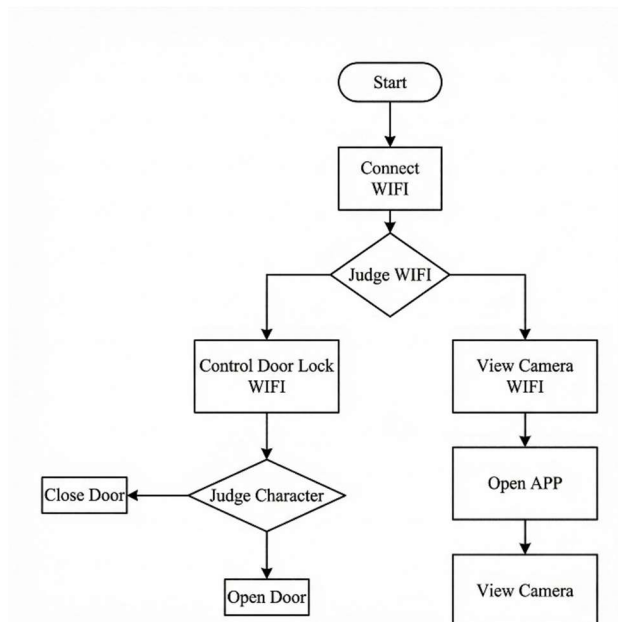 Start
Connect
WIFI
Judge WIFI
Control Door Lock
WIFI
View Camera
WIFI
Open APP
Close Door
Judge Character
View Camera
Open Door